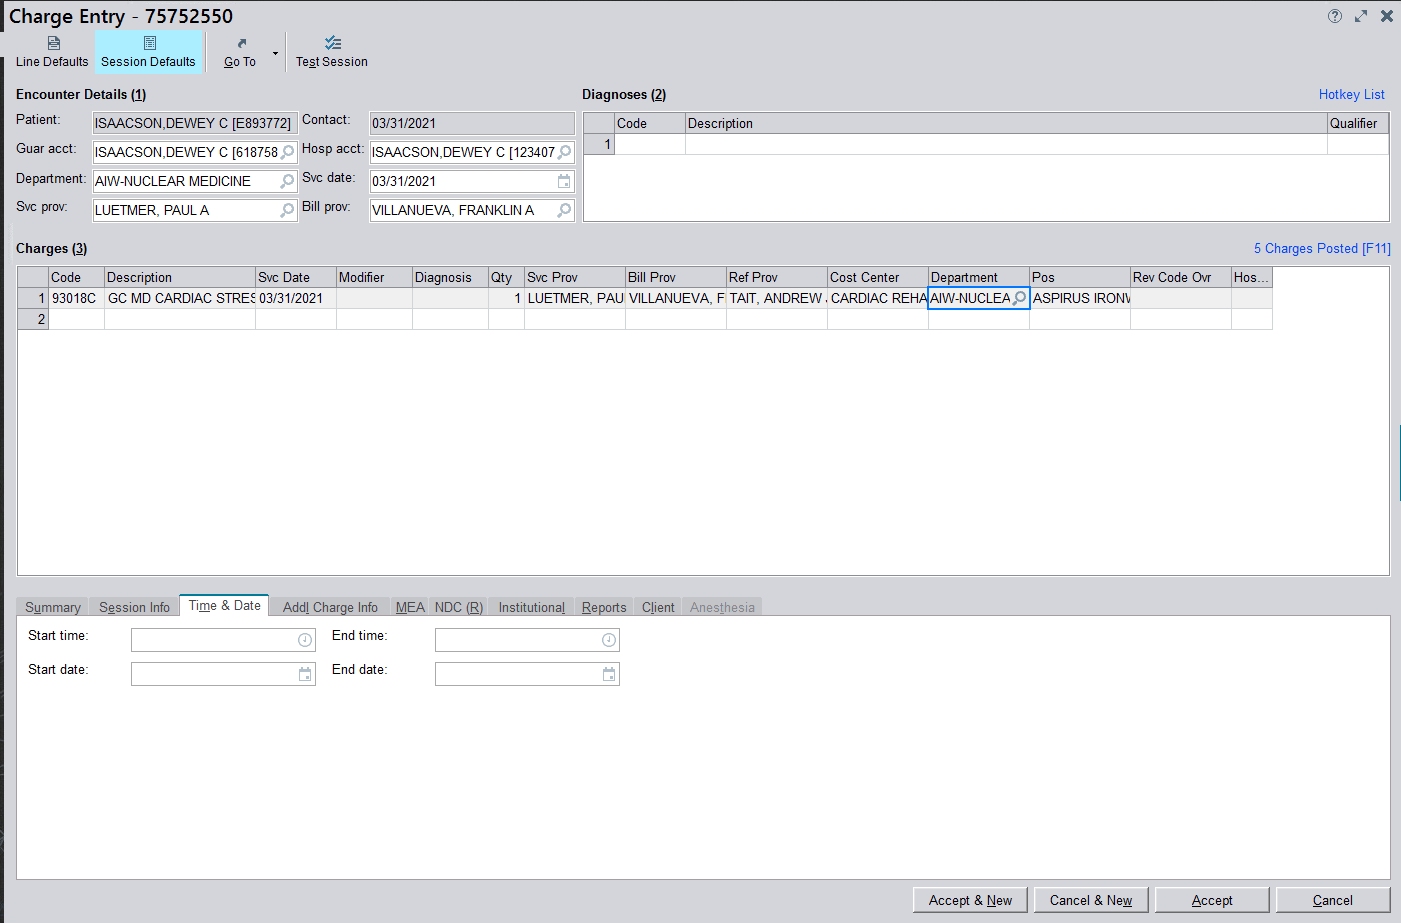 Charge Entry - 75752550
Line Defaults Session Defaults Go To Test Session
Encounter Details (1) Diagnoses (2) Hotkey List
Patient: ISAACSON,DEWEY C [E893772] Contact: 03/31/2021 Code Description Qualifier
Guar acct: ISAACSON,DEWEY C [618758 Hosp acct: ISAACSON,DEWEY C [123407 1
Department: AIW-NUCLEAR MEDICINE Svc date: 03/31/2021
Svc prov: LUETMER, PAUL A Bill prov: VILLANUEVA, FRANKLIN A
Charges (3) 5 Charges Posted [F11]
Code Description Svc Date Modifier Diagnosis Qty Svc Prov Bill Prov Ref Prov Cost Center Department Pos Rev Code Ovr Hos...
1 93018C GC MD CARDIAC STRES 03/31/2021 1 LUETMER, PAU VILLANUEVA, F TAIT, ANDREW CARDIAC REHA AIW-NUCLEA ASPIRUS IRONW
2
Summary Session Info Time & Date Addl Charge Info MEA NDC (R) Institutional Reports Client Anesthesia
Start time: End time:
Start date: End date:
Accept & New Cancel & New Accept Cancel